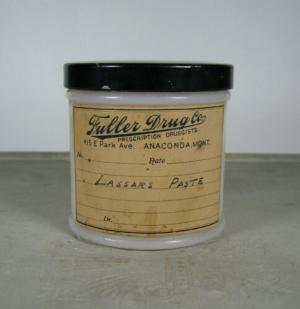 Fuller Drug Co.
PRESCRIPTION DRUGGISTS
415 E Park Ave. ANACONDA, MONT.
No. Date
LASSARS PASTE
Dr.